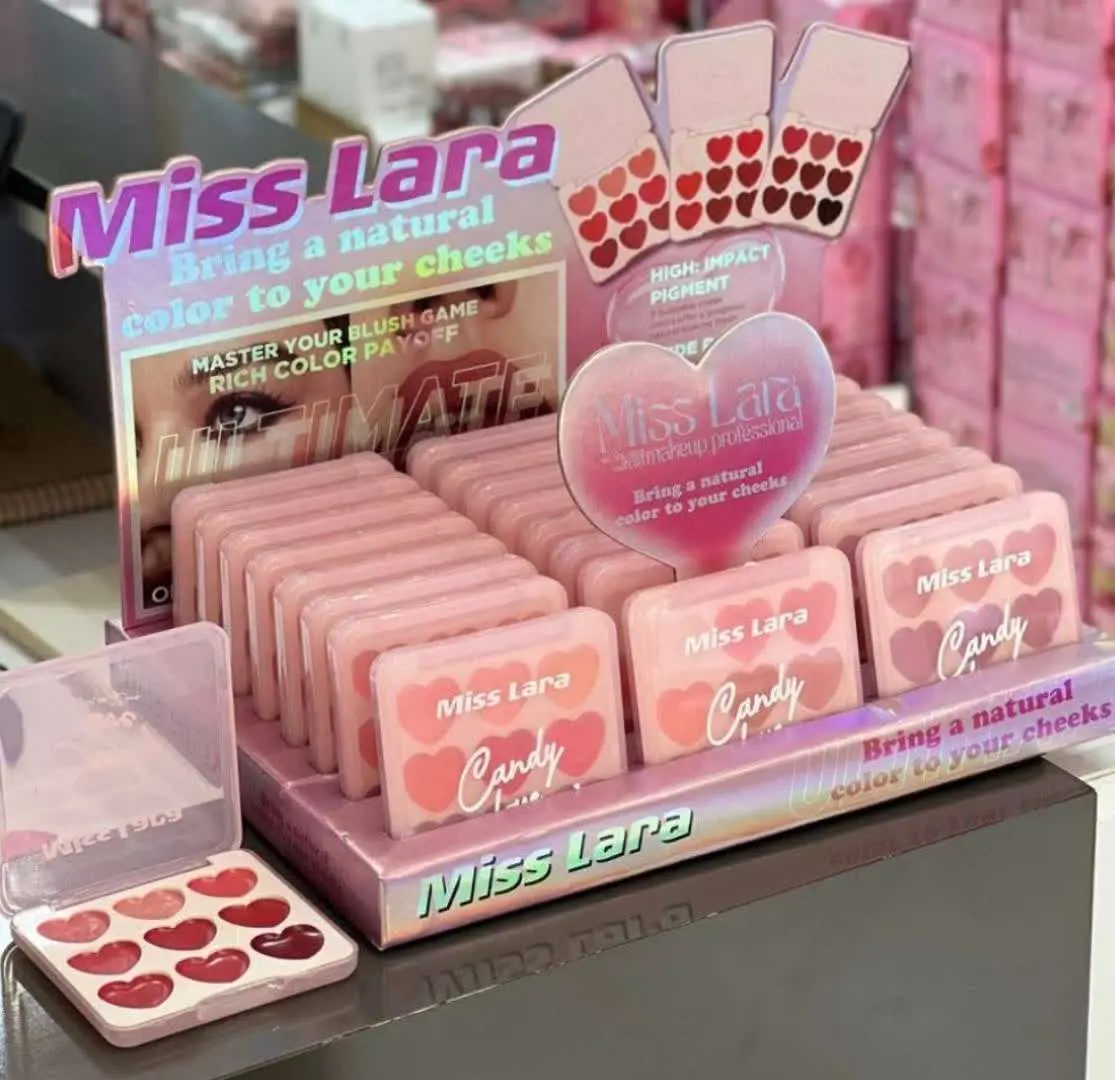 Miss Lara
Bring a natural
color to your cheeks
MASTER YOUR BLUSH GAME
RICH COLOR PAYOFF
ULTIMATE
HIGH: IMPACT
PIGMENT
Miss Lara
makeup professional
Bring a natural
color to your cheeks
Miss Lara
Candy
Miss Lara
Candy
Miss Lara
Candy
Miss Lara
Bring a natural
color to your cheeks
Miss Lara